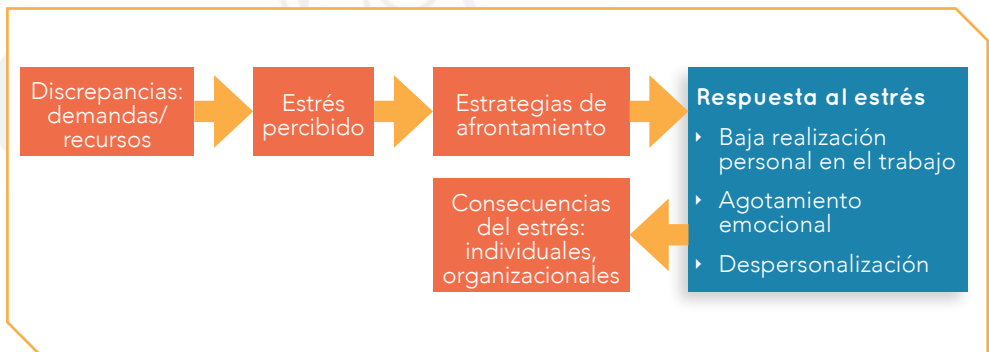 Discrepancias:
demandas/
recursos
Estrés
percibido
Estrategias de
afrontamiento
Respuesta al estrés
‣ Baja realización
personal en el trabajo
‣ Agotamiento
emocional
‣ Despersonalización
Consecuencias
del estrés:
individuales,
organizacionales